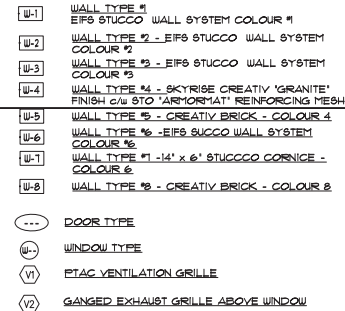 W-1 WALL TYPE #1
EIFS STUCCO WALL SYSTEM COLOUR #1
W-2 WALL TYPE #2 - EIFS STUCCO WALL SYSTEM
COLOUR #2
W-3 WALL TYPE #3 - EIFS STUCCO WALL SYSTEM
COLOUR #3
W-4 WALL TYPE #4 - SKYRISE CREATIV "GRANITE"
FINISH c/w STO "ARMORMAT" REINFORCING MESH
W-5 WALL TYPE #5 - CREATIV BRICK - COLOUR 4
W-6 WALL TYPE #6 -EIFS SUCCO WALL SYSTEM
COLOUR #6
W-7 WALL TYPE #7 -14" x 6" STUCCCO CORNICE -
COLOUR 6
W-8 WALL TYPE #8 - CREATIV BRICK - COLOUR 8
--- DOOR TYPE
W-- WINDOW TYPE
V1 PTAC VENTILATION GRILLE
V2 GANGED EXHAUST GRILLE ABOVE WINDOW